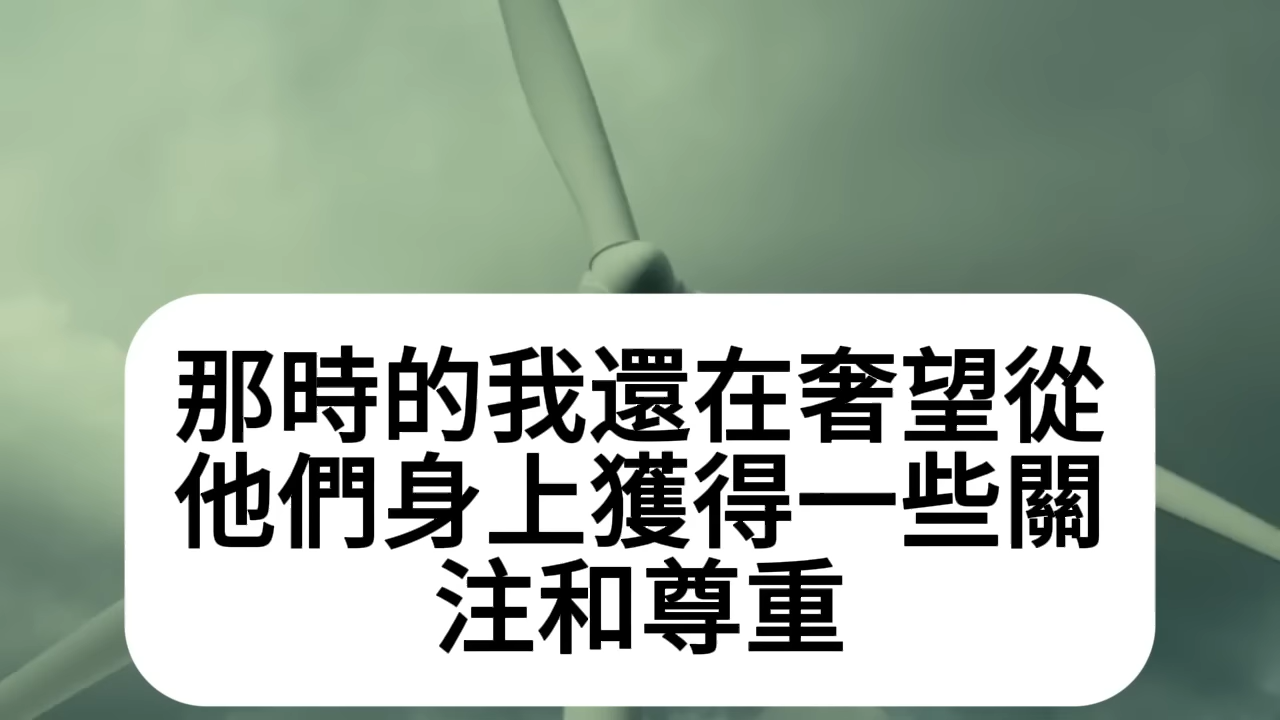 那時的我還在奢望從
他們身上獲得一些關
注和尊重